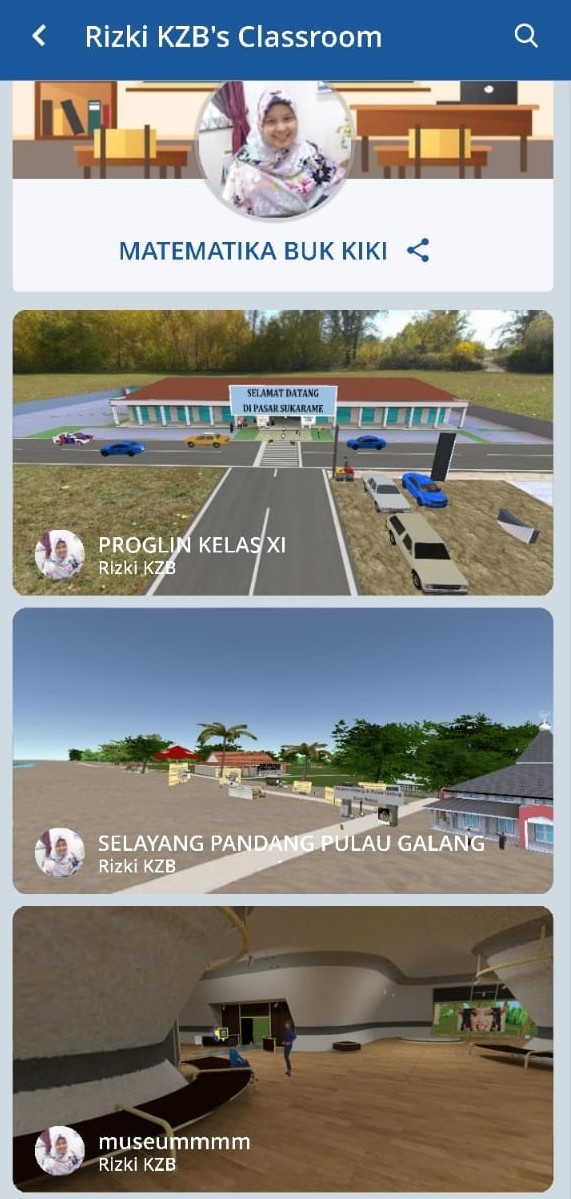 Rizki KZB's Classroom
MATEMATIKA BUK KIKI
SELAMAT DATANG
DI PASAR SUKARAME
PROGLIN KELAS XI
Rizki KZB
SELAYANG PANDANG PULAU GALANG
Rizki KZB
museummmm
Rizki KZB